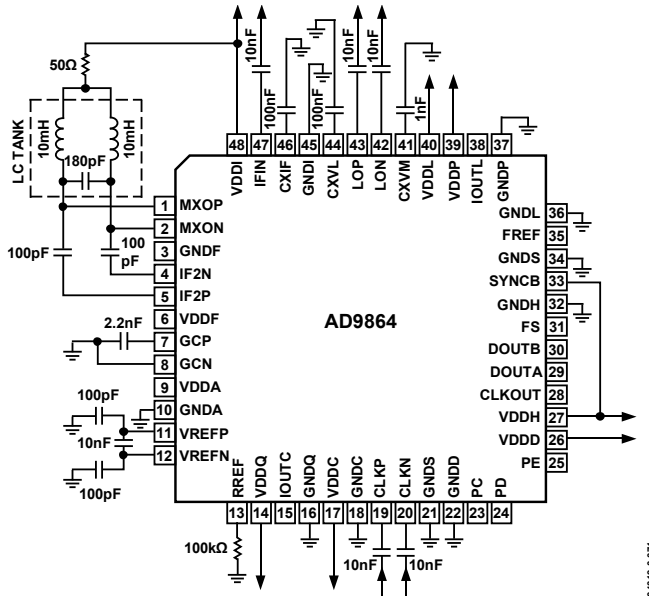 10nF
100nF
100nF
10nF
10nF
1nF
50Ω
LC TANK
10mH
10mH
180pF
100pF
100
pF
48 47 46 45 44 43 42 41 40 39 38 37
VDDI IFIN CXIF GNDI CXVL LOP LON CXVM VDDL VDDP IOUTL GNDP
1 MXOP
2 MXON
3 GNDF
4 IF2N
5 IF2P
6 VDDF
7 GCP
8 GCN
9 VDDA
10 GNDA
11 VREFP
12 VREFN
2.2nF
100pF
10nF
100pF
AD9864
GNDL 36
FREF 35
GNDS 34
SYNCB 33
GNDH 32
FS 31
DOUTB 30
DOUTA 29
CLKOUT 28
VDDH 27
VDDD 26
PE 25
RREF VDDQ IOUTC GNDQ VDDC GNDC CLKP CLKN GNDS GNDD PC PD
13 14 15 16 17 18 19 20 21 22 23 24
100kΩ
10nF
10nF